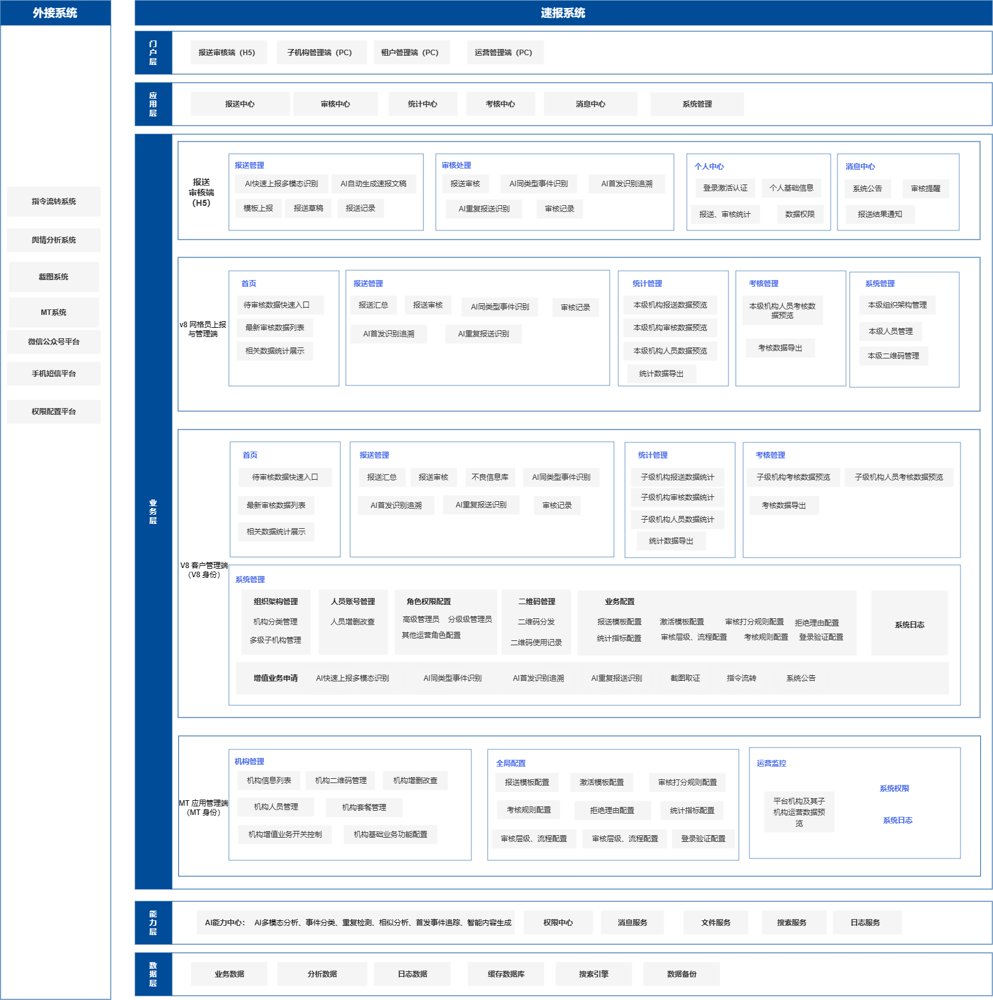 外接系统
指令流转系统
舆情分析系统
截图系统
MT系统
微信公众号平台
手机短信平台
权限配置平台
速报系统
门户层
报送审核端（H5） 子机构管理端（PC） 租户管理端（PC） 运营管理端（PC）
应用层
报送中心 审核中心 统计中心 考核中心 消息中心 系统管理
业务层
报送
审核端
（H5）
报送管理
AI快速上报多模态识别 AI自动生成速报文稿
模板上报 报送草稿 报送记录
审核处理
报送审核 AI同类型事件识别 AI首发识别追溯
AI重复报送识别 审核记录
个人中心
登录激活认证 个人基础信息
报送、审核统计 数据权限
消息中心
系统公告 审核提醒
报送结果通知
v8 网格员上报
与管理端
首页
待审核数据快速入口
最新审核数据列表
相关数据统计展示
报送管理
报送汇总 报送审核 AI同类型事件识别 审核记录
AI首发识别追溯 AI重复报送识别
统计管理
本级机构报送数据预览
本级机构审核数据预览
本级机构人员数据预览
统计数据导出
考核管理
本级机构人员考核数
据预览
考核数据导出
系统管理
本级组织架构管理
本级人员管理
本级二维码管理
V8 客户管理端
（V8 身份）
首页
待审核数据快速入口
最新审核数据列表
相关数据统计展示
报送管理
报送汇总 报送审核 不良信息库 AI同类型事件识别
AI首发识别追溯 AI重复报送识别 审核记录
统计管理
子级机构报送数据统计
子级机构审核数据统计
子级机构人员数据统计
统计数据导出
考核管理
子级机构考核数据预览 子级机构人员考核数据预览
考核数据导出
系统管理
组织架构管理
机构分类管理
多级子机构管理
人员账号管理
人员增删改查
角色权限配置
高级管理员 分级级管理员
其他运营角色配置
二维码管理
二维码分发
二维码使用记录
业务配置
报送模板配置 激活模板配置 审核打分规则配置 拒绝理由配置
统计指标配置 审核层级、流程配置 考核规则配置 登录验证配置
系统日志
增值业务申请 AI快速上报多模态识别 AI同类型事件识别 AI首发识别追溯 AI重复报送识别 截图取证 指令流转 系统公告
MT 应用管理端
（MT 身份）
机构管理
机构信息列表 机构二维码管理 机构增删改查
机构人员管理 机构套餐管理
机构增值业务开关控制 机构基础业务功能配置
全局配置
报送模板配置 激活模板配置 审核打分规则配置
考核规则配置 拒绝理由配置 统计指标配置
审核层级、流程配置 审核层级、流程配置 登录验证配置
运营监控
平台机构及其子
机构运营数据预
览
系统权限
系统日志
能力层
AI能力中心： AI多模态分析、事件分类、重复检测、相似分析、首发事件追踪、智能内容生成 权限中心 消息服务 文件服务 搜索服务 日志服务
数据层
业务数据 分析数据 日志数据 缓存数据库 搜索引擎 数据备份